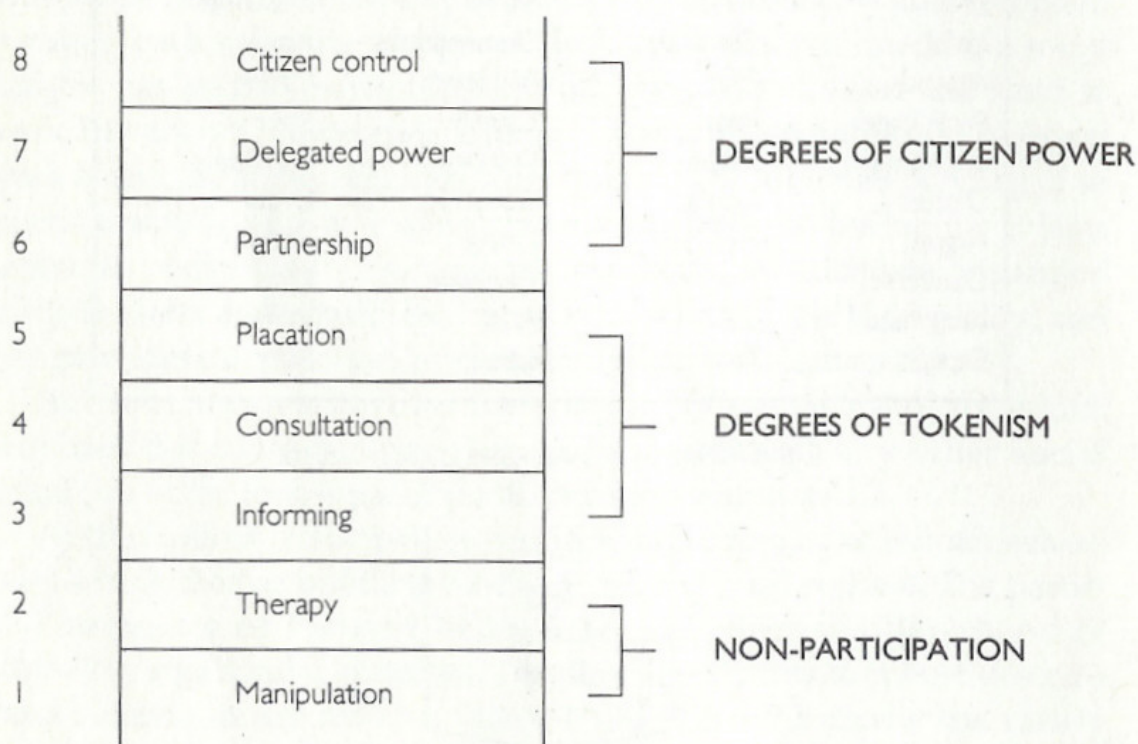 8 Citizen control
7 Delegated power DEGREES OF CITIZEN POWER
6 Partnership
5 Placation
4 Consultation DEGREES OF TOKENISM
3 Informing
2 Therapy
NON-PARTICIPATION
1 Manipulation